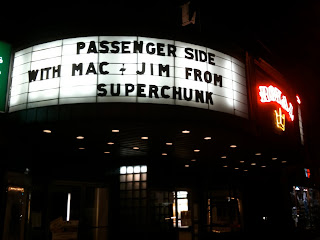 PASSENGER SIDE
WITH MAC + JIM FROM
SUPERCHUNK